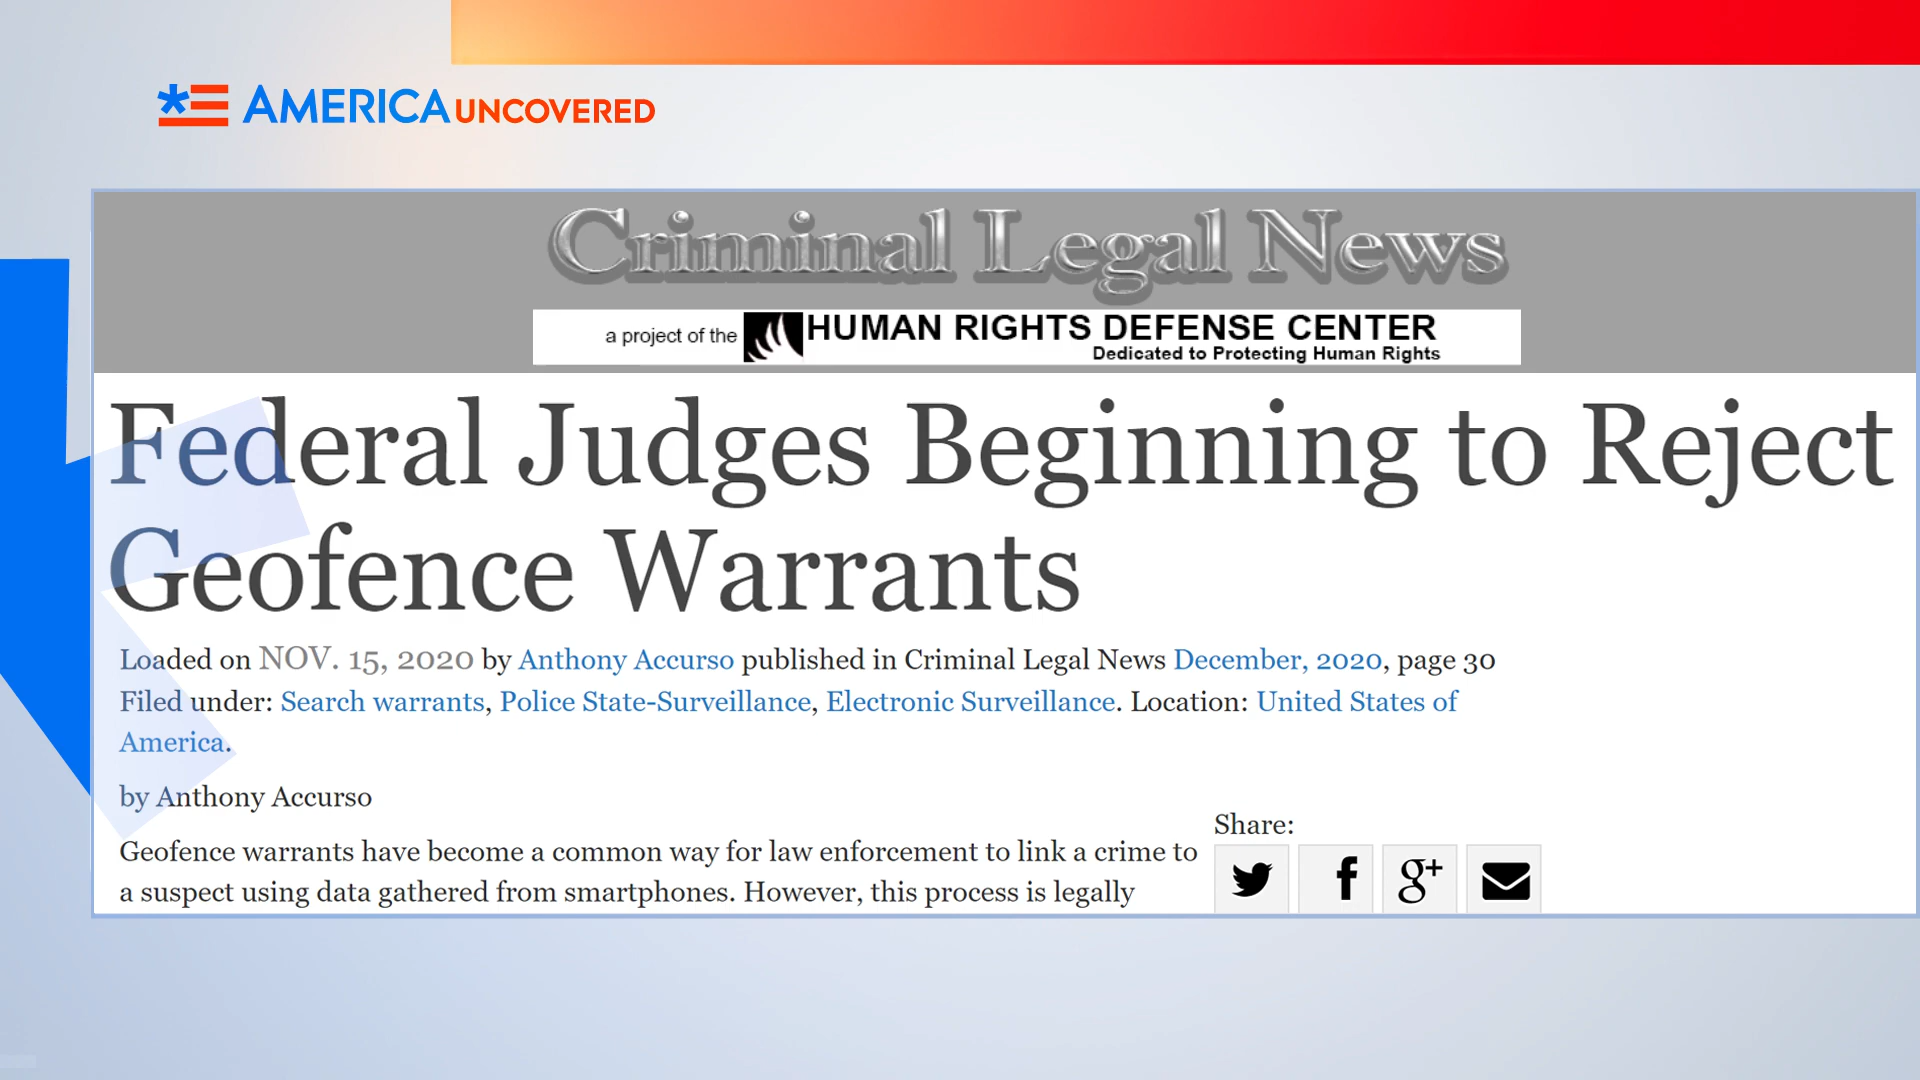 AMERICA UNCOVERED
Criminal Legal News
a project of the HUMAN RIGHTS DEFENSE CENTER
Dedicated to Protecting Human Rights
Federal Judges Beginning to Reject
Geofence Warrants
Loaded on NOV. 15, 2020 by Anthony Accurso published in Criminal Legal News December, 2020, page 30
Filed under: Search warrants, Police State-Surveillance, Electronic Surveillance. Location: United States of
America.
by Anthony Accurso
Share:
Geofence warrants have become a common way for law enforcement to link a crime to
a suspect using data gathered from smartphones. However, this process is legally
g+